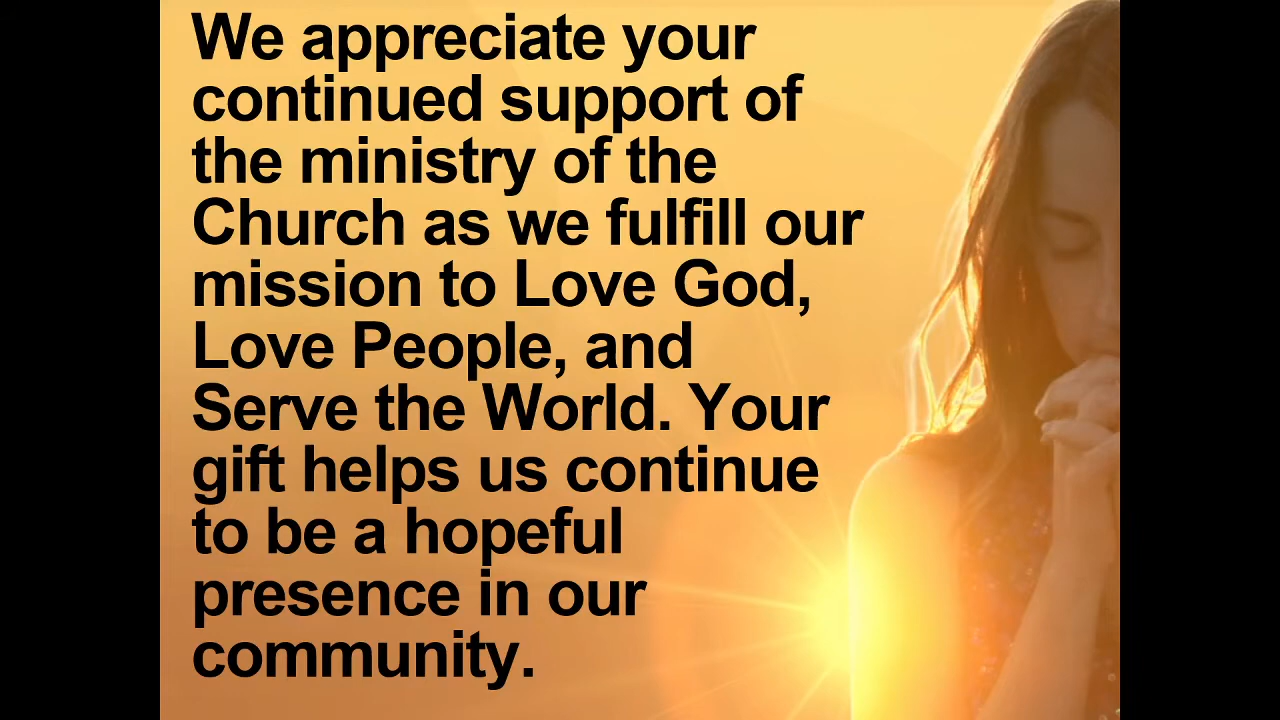 We appreciate your
continued support of
the ministry of the
Church as we fulfill our
mission to Love God,
Love People, and
Serve the World. Your
gift helps us continue
to be a hopeful
presence in our
community.